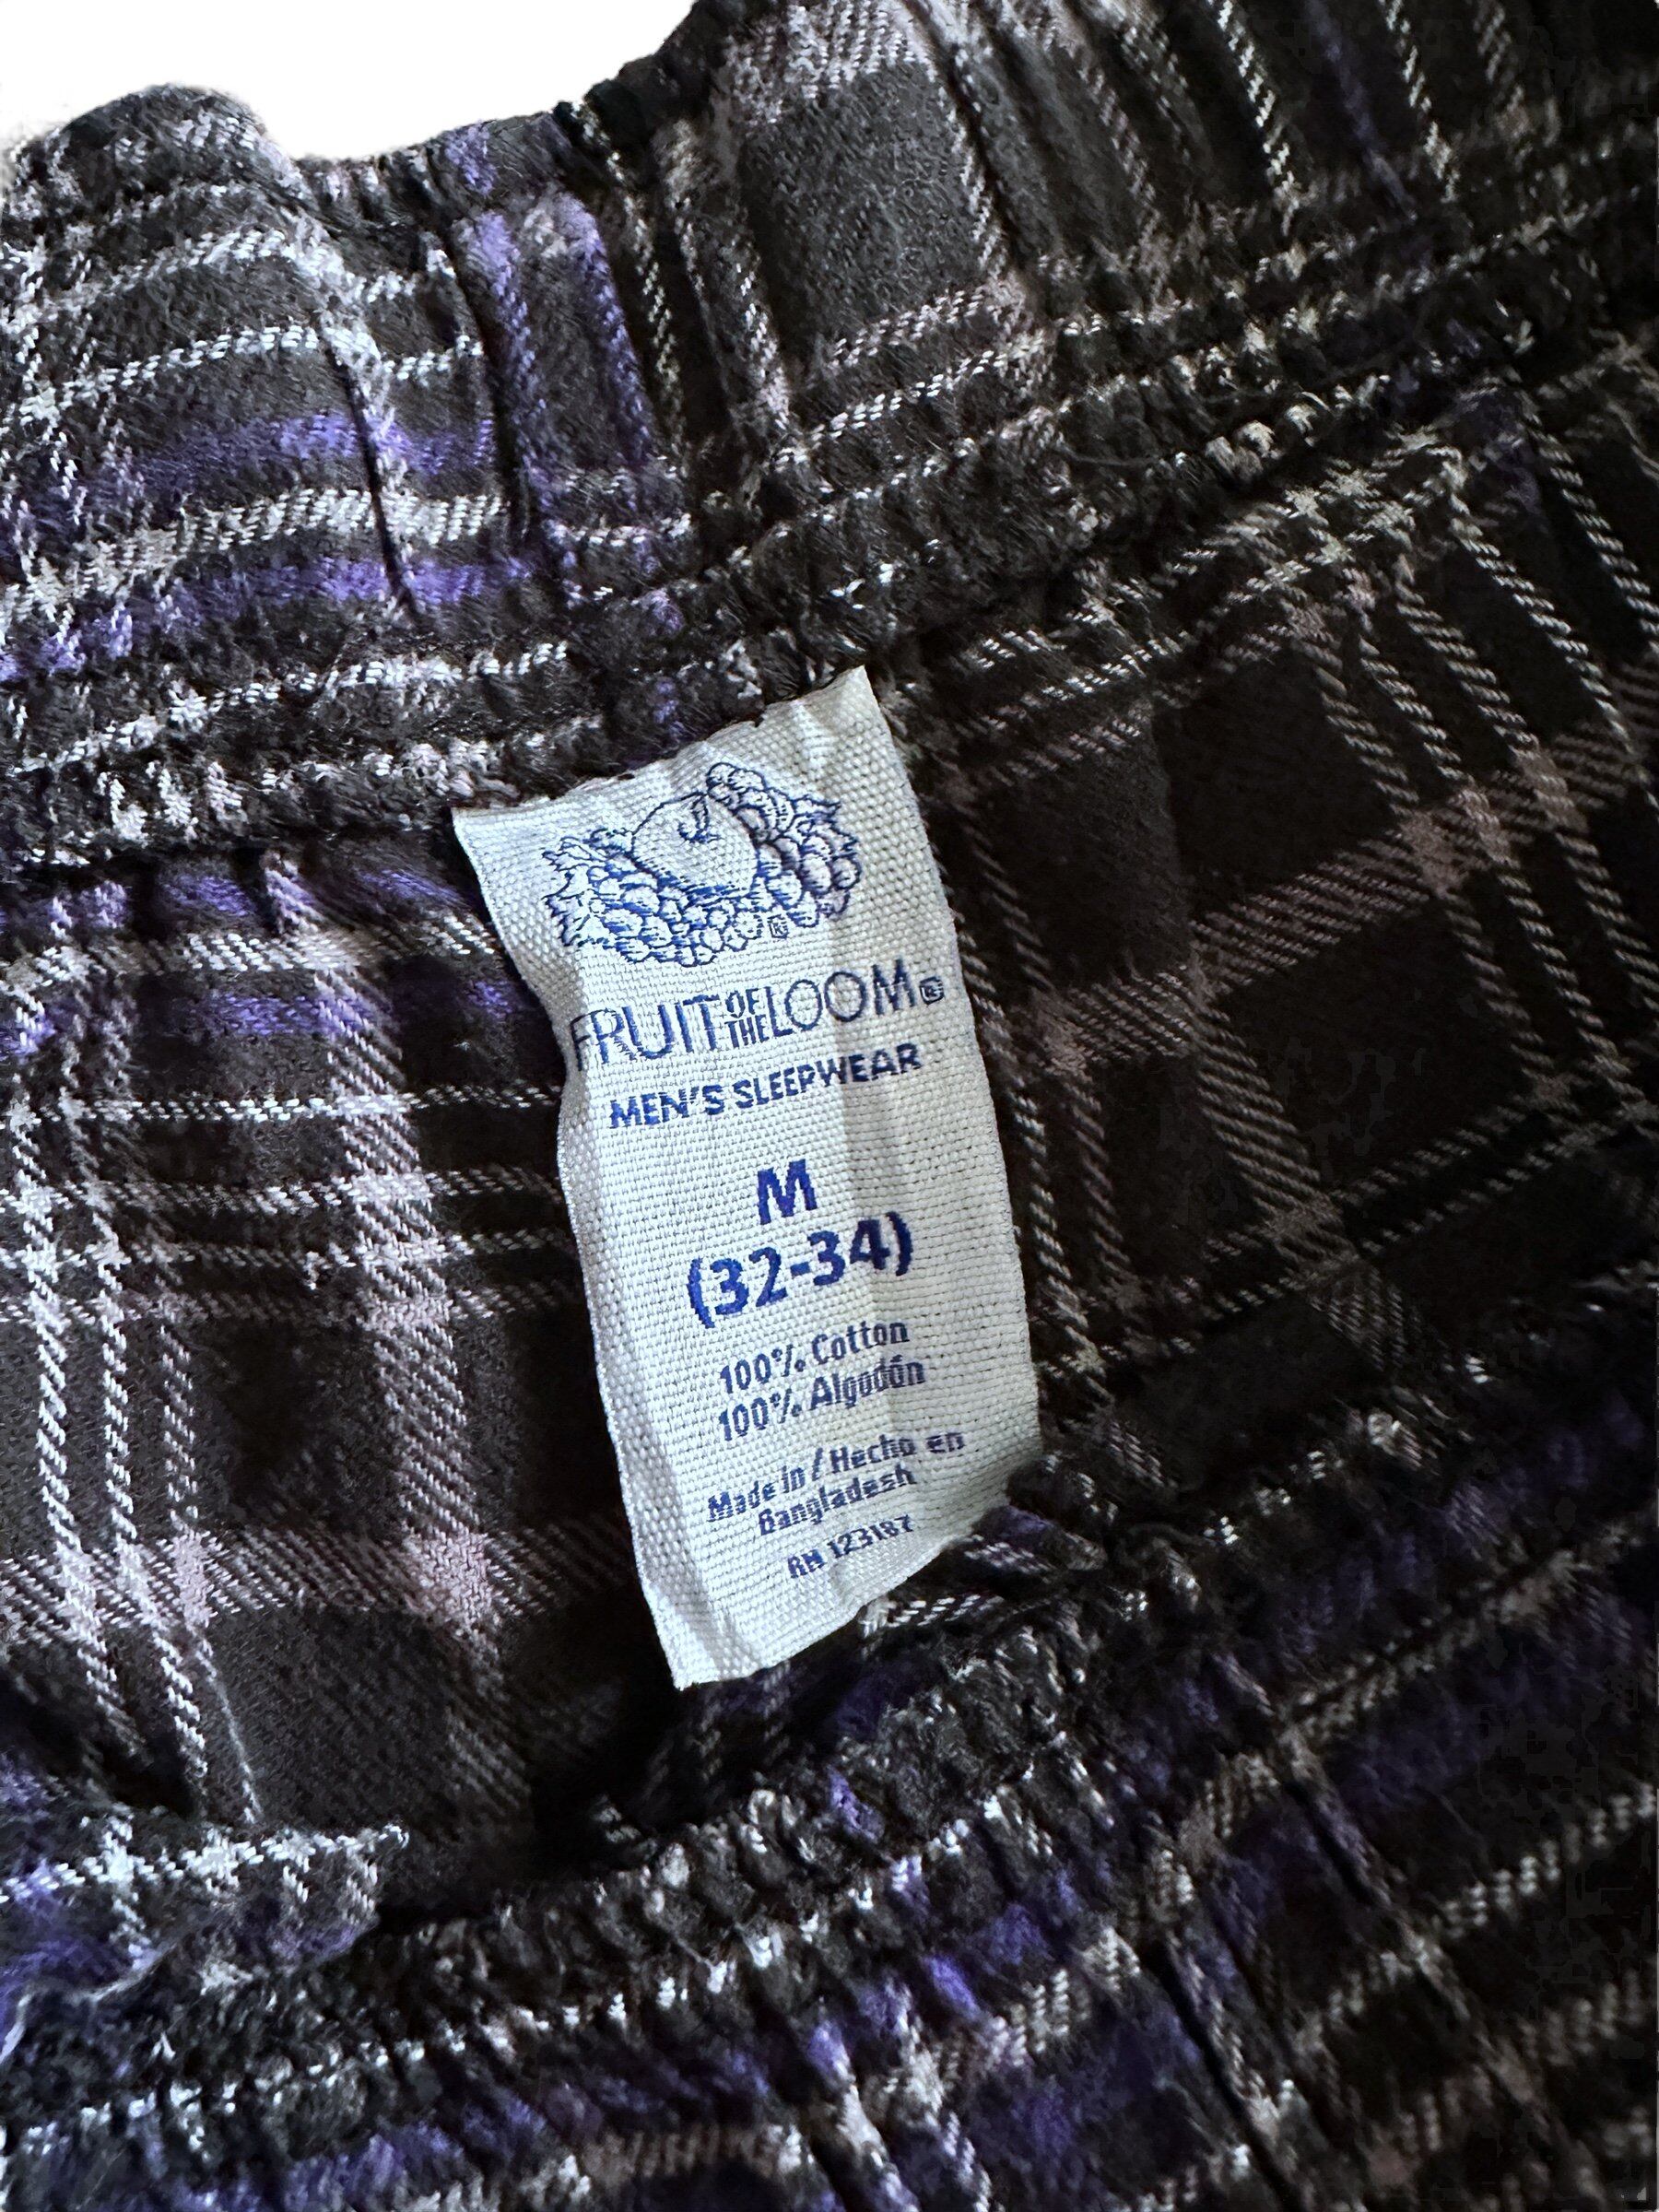 FRUIT OF THE LOOM®
MEN'S SLEEPWEAR
M
(32-34)
100% Cotton
100% Algodón
Made in / Hecho en
Bangladesh
RN 123187